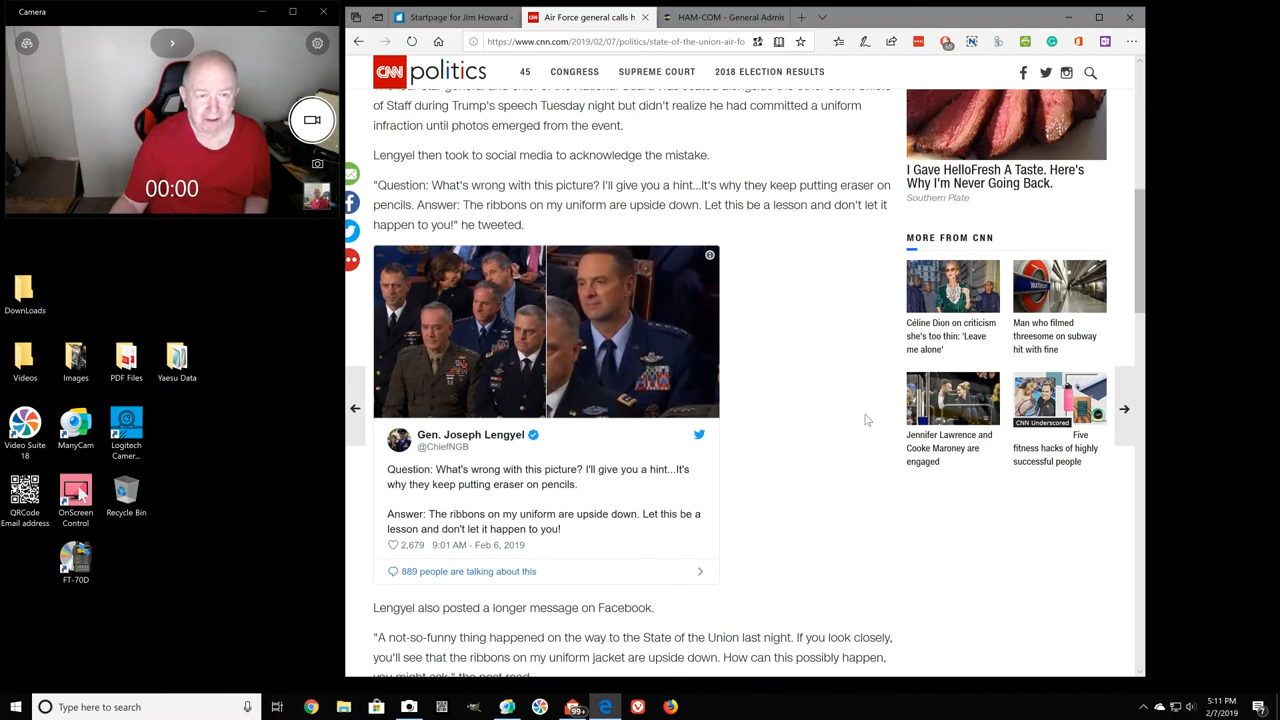 Camera
00:00
DownLoads
Videos
Images
PDF Files
Yaesu Data
Video Suite
18
ManyCam
Logitech
Camer...
QRCode
Email address
OnScreen
Control
Recycle Bin
FT-70D
Startpage for Jim Howard -
CNN
Air Force general calls h
HAM-COM - General Admis
https://www.cnn.com/2019/02/07/politics/state-of-the-union-air-fo
69
CNN politics
45
CONGRESS
SUPREME COURT
2018 ELECTION RESULTS
of Staff during Trump's speech Tuesday night but didn't realize he had committed a uniform
infraction until photos emerged from the event.
Lengyel then took to social media to acknowledge the mistake.
"Question: What's wrong with this picture? I'll give you a hint...It's why they keep putting eraser on
pencils. Answer: The ribbons on my uniform are upside down. Let this be a lesson and don't let it
happen to you!" he tweeted.
Gen. Joseph Lengyel
@ChiefNGB
Question: What's wrong with this picture? I'll give you a hint...It's
why they keep putting eraser on pencils.
Answer: The ribbons on my uniform are upside down. Let this be a
lesson and don't let it happen to you!
2,679 9:01 AM - Feb 6, 2019
889 people are talking about this
Lengyel also posted a longer message on Facebook.
"A not-so-funny thing happened on the way to the State of the Union last night. If you look closely,
you'll see that the ribbons on my uniform jacket are upside down. How can this possibly happen,
you might ask," the post read.
I Gave HelloFresh A Taste. Here's
Why I'm Never Going Back.
Southern Plate
MORE FROM CNN
Céline Dion on criticism
she's too thin: 'Leave
me alone'
Man who filmed
threesome on subway
hit with fine
Jennifer Lawrence and
Cooke Maroney are
engaged
CNN Underscored
Five
fitness hacks of highly
successful people
Type here to search
99+
5:11 PM
2/7/2019